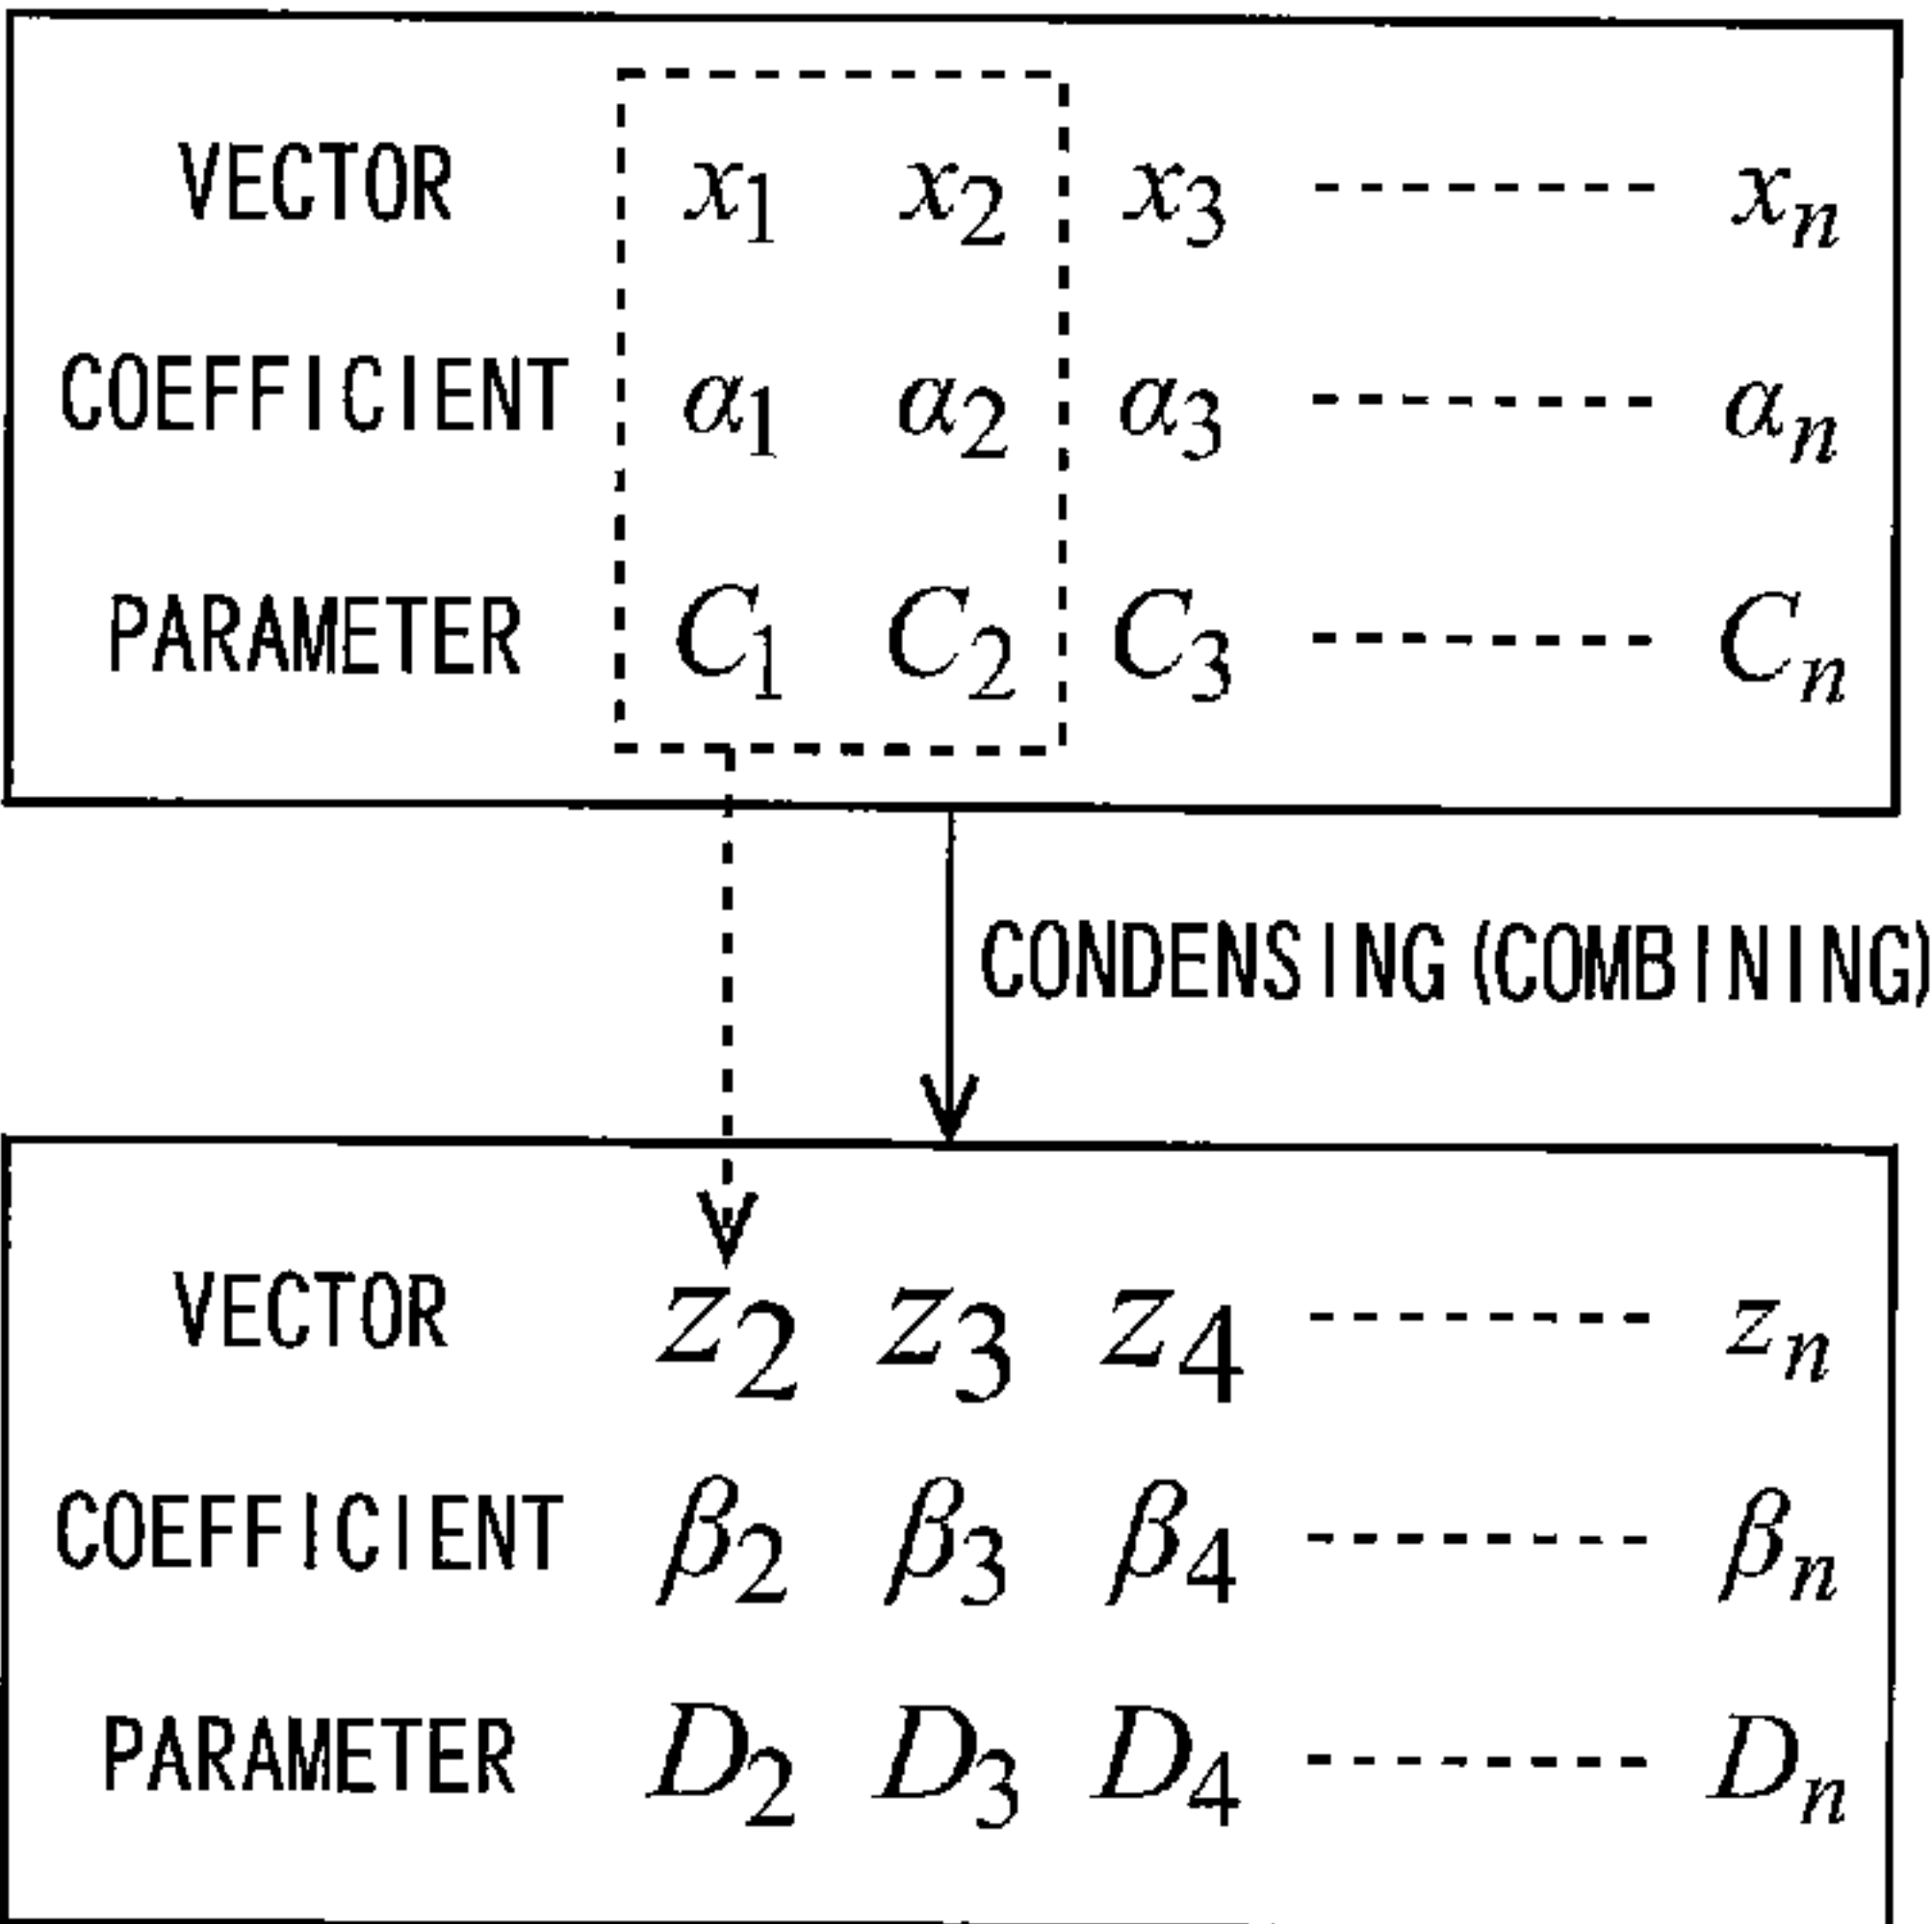 VECTOR x₁ x₂ x₃ -------- xₙ
COEFFICIENT α₁ α₂ α₃ -------- αₙ
PARAMETER C₁ C₂ C₃ -------- Cₙ
CONDENSING (COMBINING)
VECTOR z₂ z₃ z₄ -------- zₙ
COEFFICIENT β₂ β₃ β₄ -------- βₙ
PARAMETER D₂ D₃ D₄ -------- Dₙ